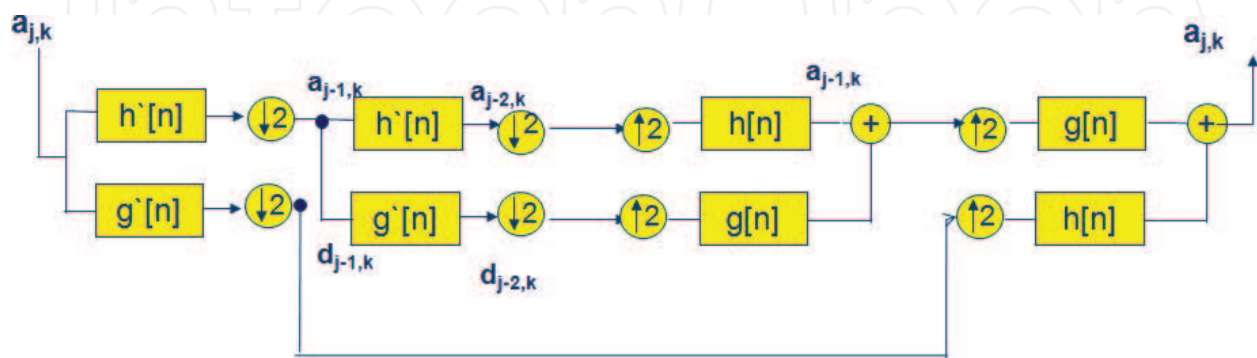 a_{j,k}
h`[n]
↓2
a_{j-1,k}
h`[n]
a_{j-2,k}
↓2
↑2
h[n]
a_{j-1,k}
+
↑2
g[n]
+
a_{j,k}
g`[n]
↓2
d_{j-1,k}
g`[n]
↓2
d_{j-2,k}
↑2
g[n]
↑2
h[n]